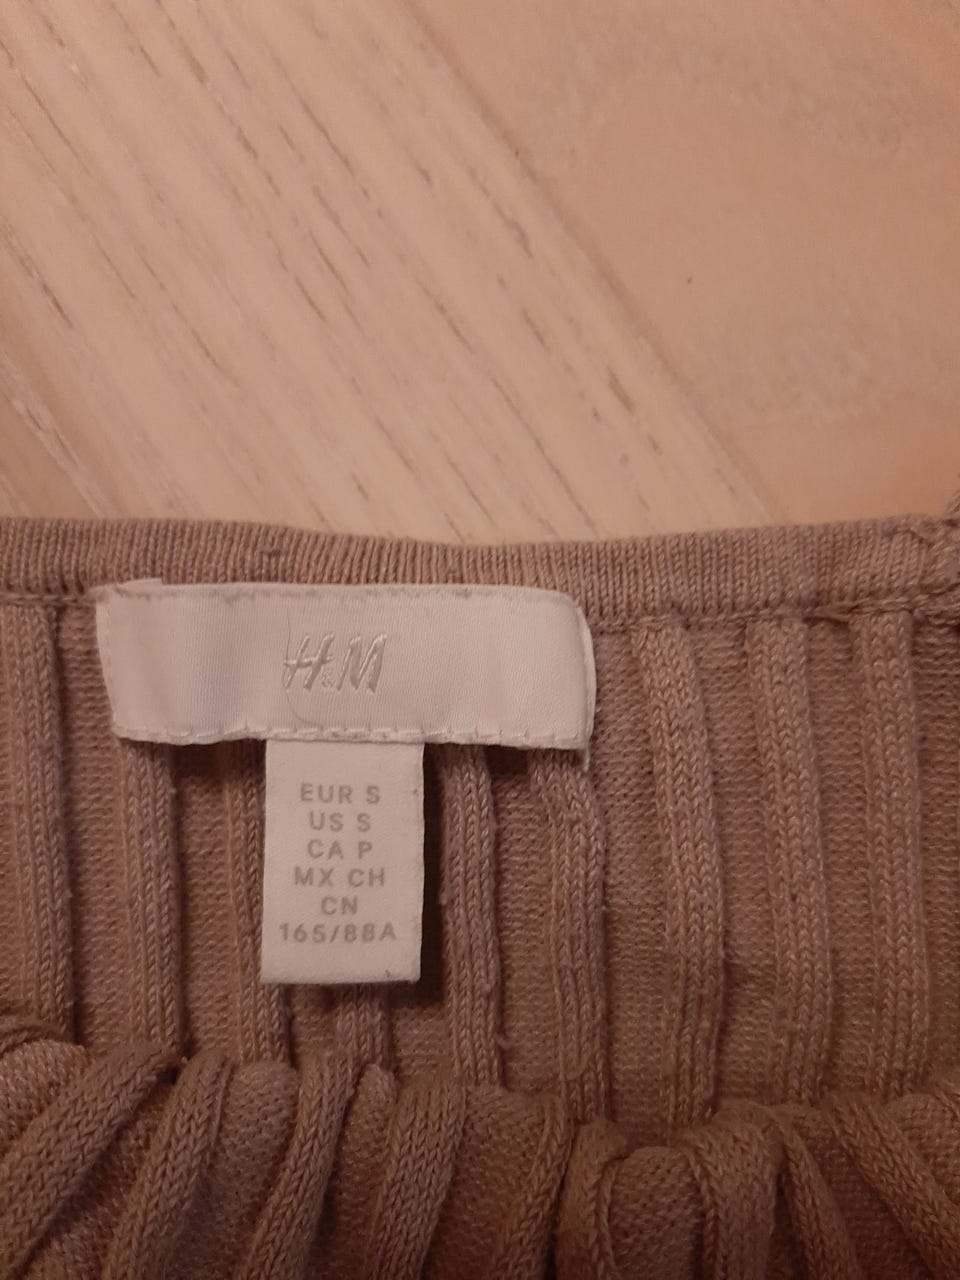 H&M
EUR S
US S
CA P
MX CH
CN
165/88A